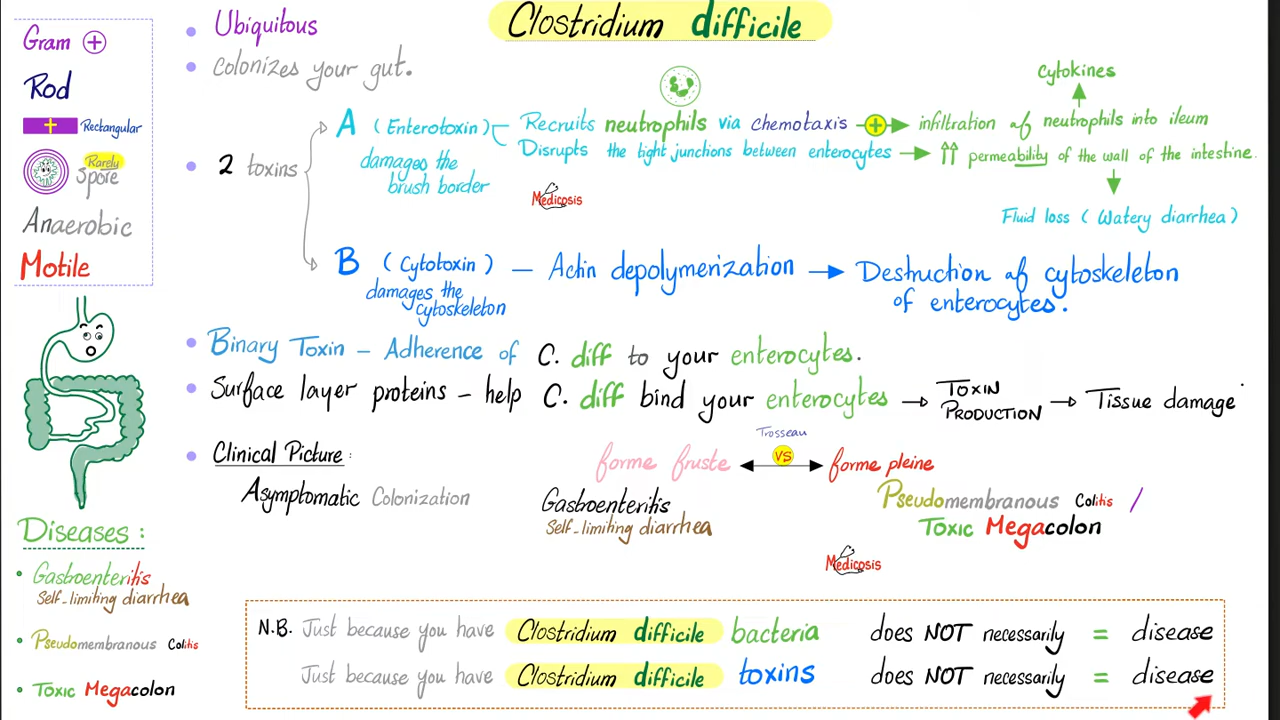 Clostridium difficile
Gram +
Rod
+ Rectangular
Rarely
Spore
Anaerobic
Motile
• Ubiquitous
• Colonizes your gut.
• 2 toxins
A (Enterotoxin)
damages the
brush border
Recruits neutrophils via chemotaxis + infiltration of neutrophils into ileum
Cytokines
Disrupts the tight junctions between enterocytes → ↑↑ permeability of the wall of the intestine.
Fluid loss (Watery diarrhea)
Medicosis
B (Cytotoxin) – Actin depolymerization → Destruction of cytoskeleton
of enterocytes.
damages the
cytoskeleton
• Binary Toxin – Adherence of C. diff to your enterocytes.
• Surface layer proteins – help C. diff bind your enterocytes → TOXIN
PRODUCTION → Tissue damage
• Clinical Picture:
Asymptomatic Colonization
Trosseau
forme fruste VS forme pleine
Gastroenteritis
Self-limiting diarrhea
Pseudomembranous Colitis /
Toxic Megacolon
Medicosis
Diseases:
• Gastroenteritis
Self-limiting diarrhea
• Pseudomembranous Colitis
• Toxic Megacolon
N.B. Just because you have Clostridium difficile bacteria does NOT necessarily = disease
Just because you have Clostridium difficile toxins does NOT necessarily = disease